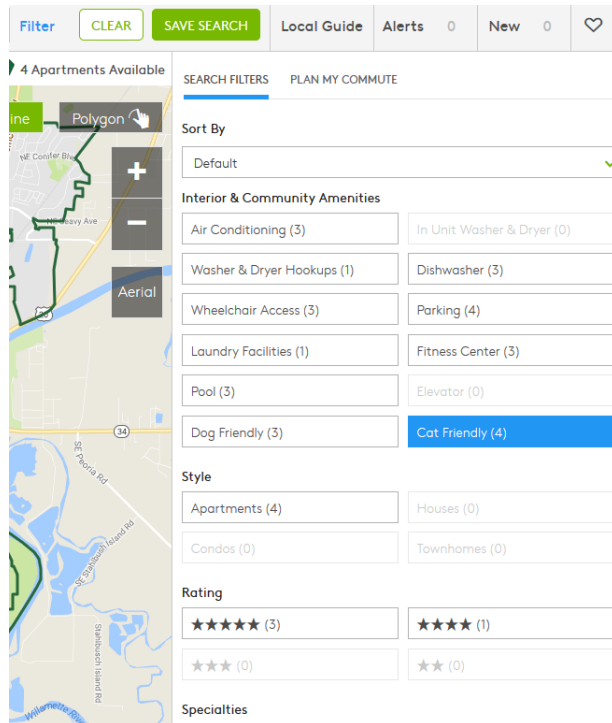 Filter CLEAR SAVE SEARCH Local Guide Alerts 0 New 0
4 Apartments Available
SEARCH FILTERS PLAN MY COMMUTE
ine Polygon
Sort By
NE Conifer Blvd
Default
+
Interior & Community Amenities
−
Air Conditioning (3) In Unit Washer & Dryer (0)
Washer & Dryer Hookups (1) Dishwasher (3)
Aerial
Wheelchair Access (3) Parking (4)
20
Laundry Facilities (1) Fitness Center (3)
Pool (3) Elevator (0)
34
Dog Friendly (3) Cat Friendly (4)
SE Peoria Rd
Style
Apartments (4) Houses (0)
SE Stahlbush Island Rd
Condos (0) Townhomes (0)
Rating
★★★★★ (3) ★★★★ (1)
Stahlbusch Island Rd
★★★ (0) ★★ (0)
Willamette
Specialties